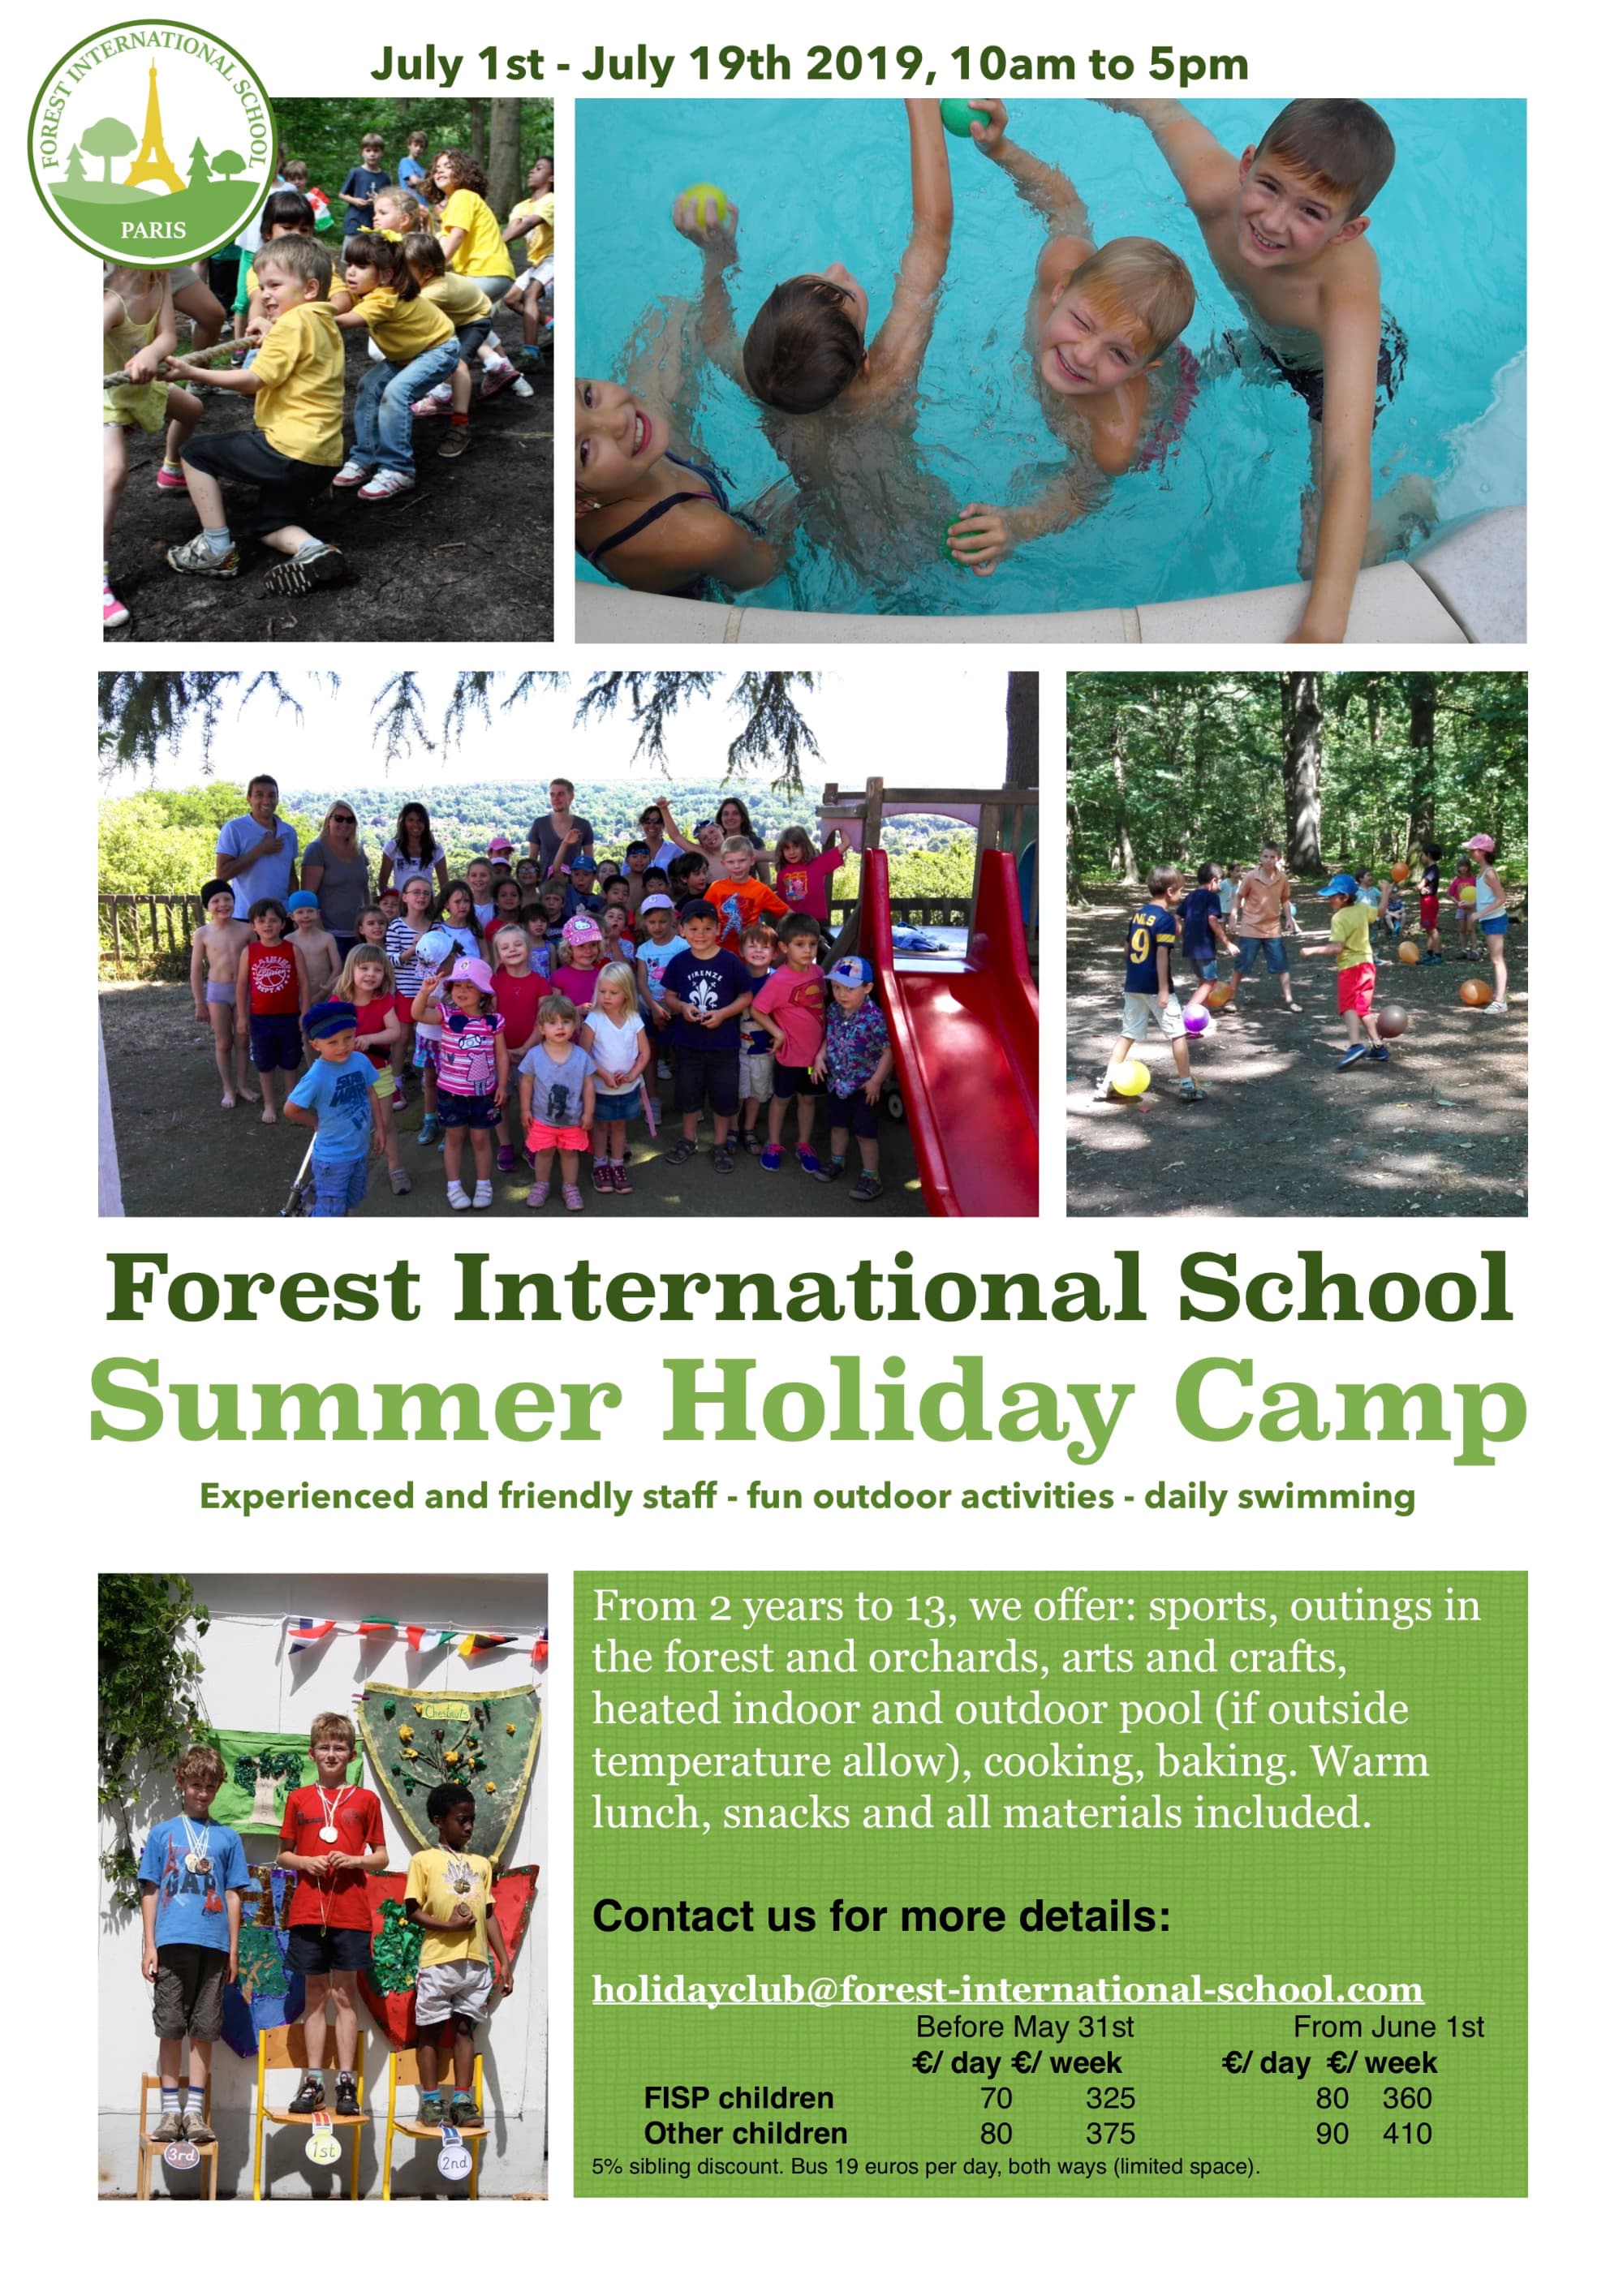 FOREST INTERNATIONAL SCHOOL
PARIS
July 1st - July 19th 2019, 10am to 5pm
FIRENZE
NLS
9
Forest International School
Summer Holiday Camp
Experienced and friendly staff - fun outdoor activities - daily swimming
Chestnuts
3rd
1st
2nd
From 2 years to 13, we offer: sports, outings in
the forest and orchards, arts and crafts,
heated indoor and outdoor pool (if outside
temperature allow), cooking, baking. Warm
lunch, snacks and all materials included.
Contact us for more details:
holidayclub@forest-international-school.com
Before May 31st From June 1st
€/ day €/ week €/ day €/ week
FISP children 70 325 80 360
Other children 80 375 90 410
5% sibling discount. Bus 19 euros per day, both ways (limited space).